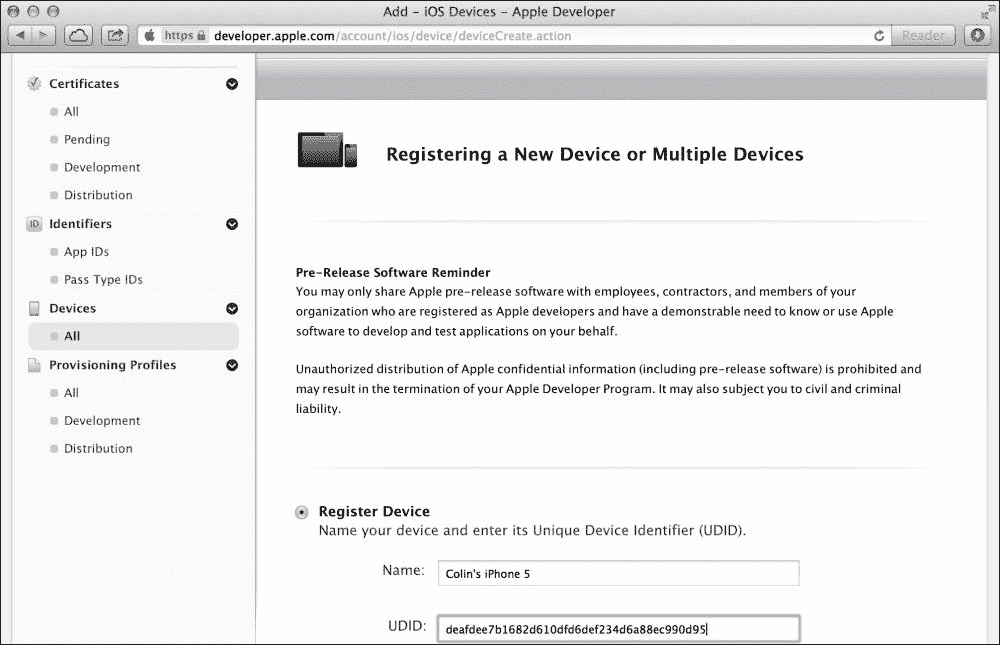 Add - iOS Devices - Apple Developer
https developer.apple.com/account/ios/device/deviceCreate.action
Reader
Certificates
All
Pending
Development
Distribution
ID Identifiers
App IDs
Pass Type IDs
Devices
All
Provisioning Profiles
All
Development
Distribution
Registering a New Device or Multiple Devices
Pre-Release Software Reminder
You may only share Apple pre-release software with employees, contractors, and members of your
organization who are registered as Apple developers and have a demonstrable need to know or use Apple
software to develop and test applications on your behalf.
Unauthorized distribution of Apple confidential information (including pre-release software) is prohibited and
may result in the termination of your Apple Developer Program. It may also subject you to civil and criminal
liability.
Register Device
Name your device and enter its Unique Device Identifier (UDID).
Name: Colin's iPhone 5
UDID: deafdee7b1682d610dfd6def234d6a88ec990d95